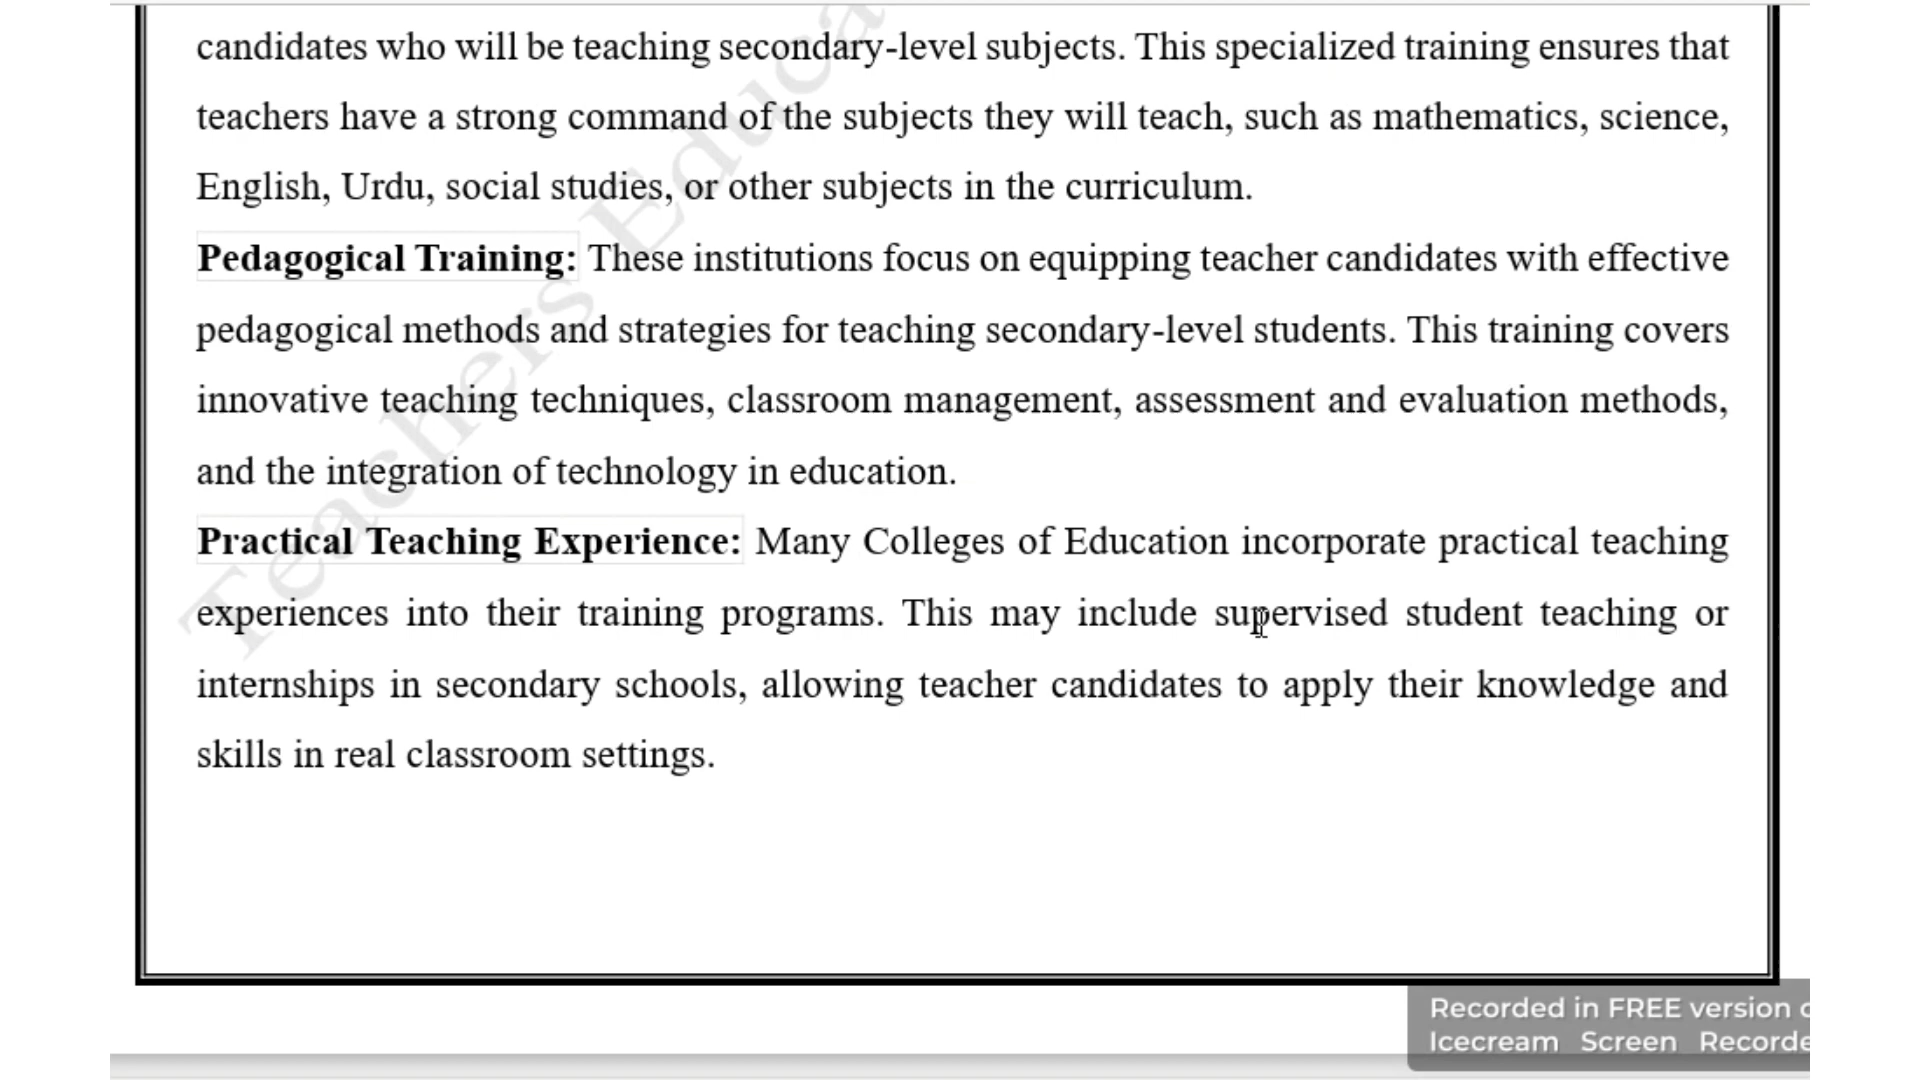 candidates who will be teaching secondary-level subjects. This specialized training ensures that
teachers have a strong command of the subjects they will teach, such as mathematics, science,
English, Urdu, social studies, or other subjects in the curriculum.
Pedagogical Training: These institutions focus on equipping teacher candidates with effective
pedagogical methods and strategies for teaching secondary-level students. This training covers
innovative teaching techniques, classroom management, assessment and evaluation methods,
and the integration of technology in education.
Practical Teaching Experience: Many Colleges of Education incorporate practical teaching
experiences into their training programs. This may include supervised student teaching or
internships in secondary schools, allowing teacher candidates to apply their knowledge and
skills in real classroom settings.
Teachers Educa
Recorded in FREE version
Icecream Screen Recorde